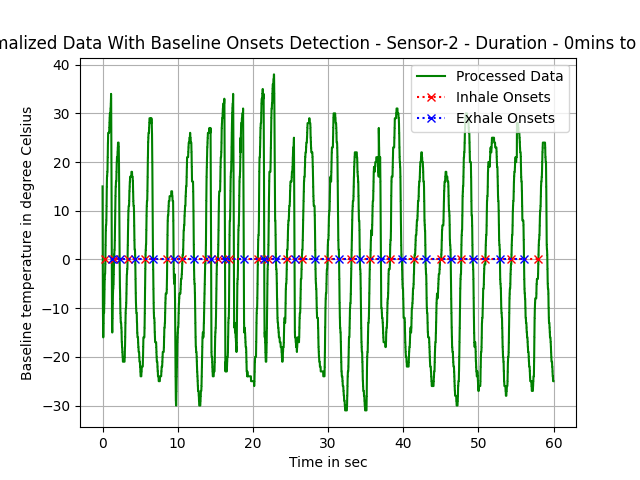 malized Data With Baseline Onsets Detection - Sensor-2 - Duration - 0mins to
Processed Data
Inhale Onsets
Exhale Onsets
Baseline temperature in degree Celsius
40
30
20
10
0
−10
−20
−30
0 10 20 30 40 50 60
Time in sec